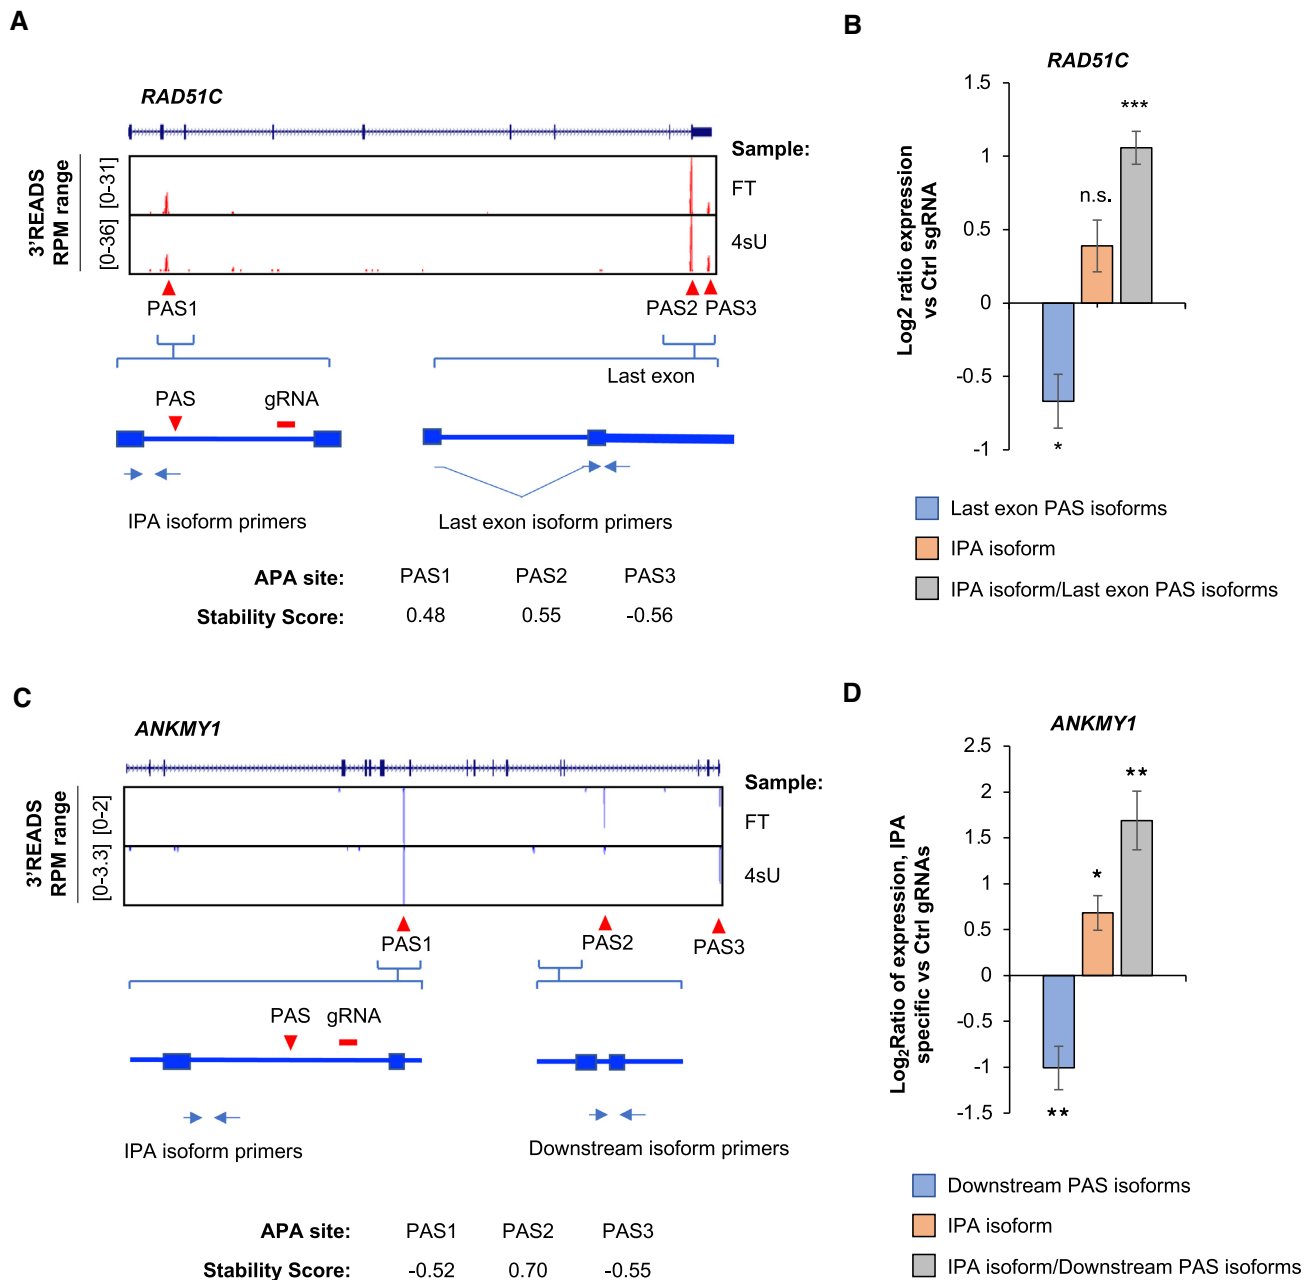 A
RAD51C
3'READS
RPM range
[0-31]
[0-36]
Sample:
FT
4sU
PAS1
PAS2 PAS3
Last exon
PAS
gRNA
IPA isoform primers
Last exon isoform primers
APA site: PAS1 PAS2 PAS3
Stability Score: 0.48 0.55 -0.56
B
RAD51C
Log2 ratio expression
vs Ctrl sgRNA
1.5
1
0.5
0
-0.5
-1
***
n.s.
*
Last exon PAS isoforms
IPA isoform
IPA isoform/Last exon PAS isoforms
C
ANKMY1
3'READS
RPM range
[0-2]
[0-3.3]
Sample:
FT
4sU
PAS1
PAS2
PAS3
PAS gRNA
IPA isoform primers
Downstream isoform primers
APA site: PAS1 PAS2 PAS3
Stability Score: -0.52 0.70 -0.55
D
ANKMY1
Log2Ratio of expression, IPA
specific vs Ctrl gRNAs
2.5
2
1.5
1
0.5
0
-0.5
-1
-1.5
**
*
**
Downstream PAS isoforms
IPA isoform
IPA isoform/Downstream PAS isoforms